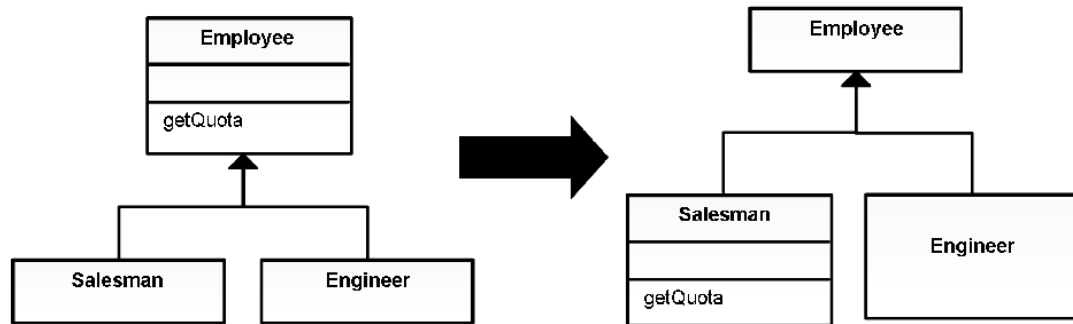 Employee
getQuota
Salesman
Engineer
Employee
Salesman
getQuota
Engineer